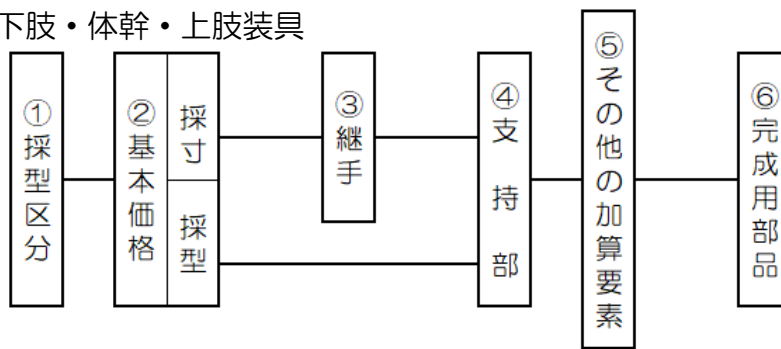 下肢・体幹・上肢装具
①採型区分
②基本価格
採寸
採型
③継手
④支持部
⑤その他の加算要素
⑥完成用部品